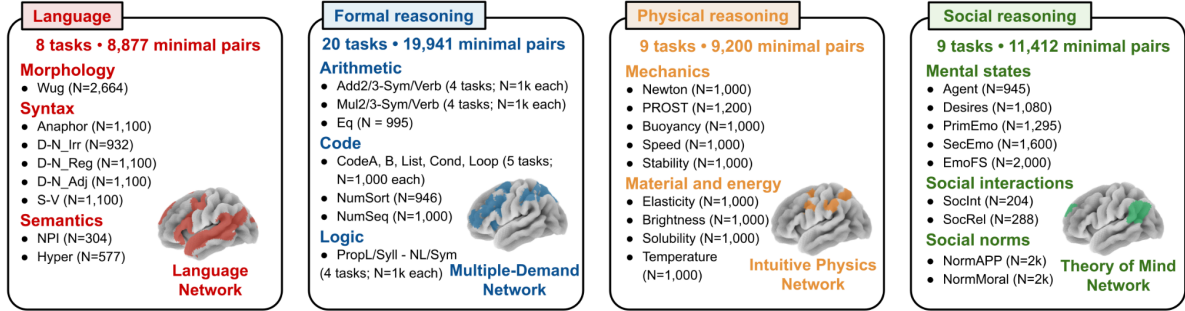 Language
8 tasks • 8,877 minimal pairs
Morphology
● Wug (N=2,664)
Syntax
● Anaphor (N=1,100)
● D-N_Irr (N=932)
● D-N_Reg (N=1,100)
● D-N_Adj (N=1,100)
● S-V (N=1,100)
Semantics
● NPI (N=304)
● Hyper (N=577)
Language
Network
Formal reasoning
20 tasks • 19,941 minimal pairs
Arithmetic
● Add2/3-Sym/Verb (4 tasks; N=1k each)
● Mul2/3-Sym/Verb (4 tasks; N=1k each)
● Eq (N = 995)
Code
● CodeA, B, List, Cond, Loop (5 tasks;
N=1,000 each)
● NumSort (N=946)
● NumSeq (N=1,000)
Logic
● PropL/Syll - NL/Sym
(4 tasks; N=1k each)
Multiple-Demand
Network
Physical reasoning
9 tasks • 9,200 minimal pairs
Mechanics
● Newton (N=1,000)
● PROST (N=1,200)
● Buoyancy (N=1,000)
● Speed (N=1,000)
● Stability (N=1,000)
Material and energy
● Elasticity (N=1,000)
● Brightness (N=1,000)
● Solubility (N=1,000)
● Temperature
(N=1,000)
Intuitive Physics
Network
Social reasoning
9 tasks • 11,412 minimal pairs
Mental states
● Agent (N=945)
● Desires (N=1,080)
● PrimEmo (N=1,295)
● SecEmo (N=1,600)
● EmoFS (N=2,000)
Social interactions
● SocInt (N=204)
● SocRel (N=288)
Social norms
● NormAPP (N=2k)
● NormMoral (N=2k)
Theory of Mind
Network